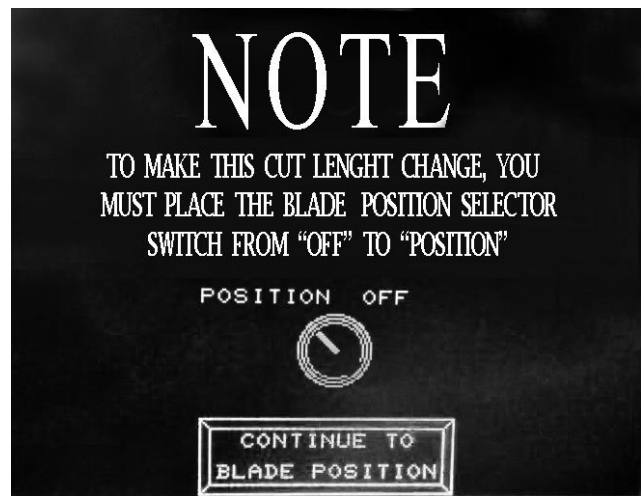 NOTE
TO MAKE THIS CUT LENGHT CHANGE, YOU
MUST PLACE THE BLADE POSITION SELECTOR
SWITCH FROM “OFF” TO “POSITION”
POSITION OFF
CONTINUE TO
BLADE POSITION